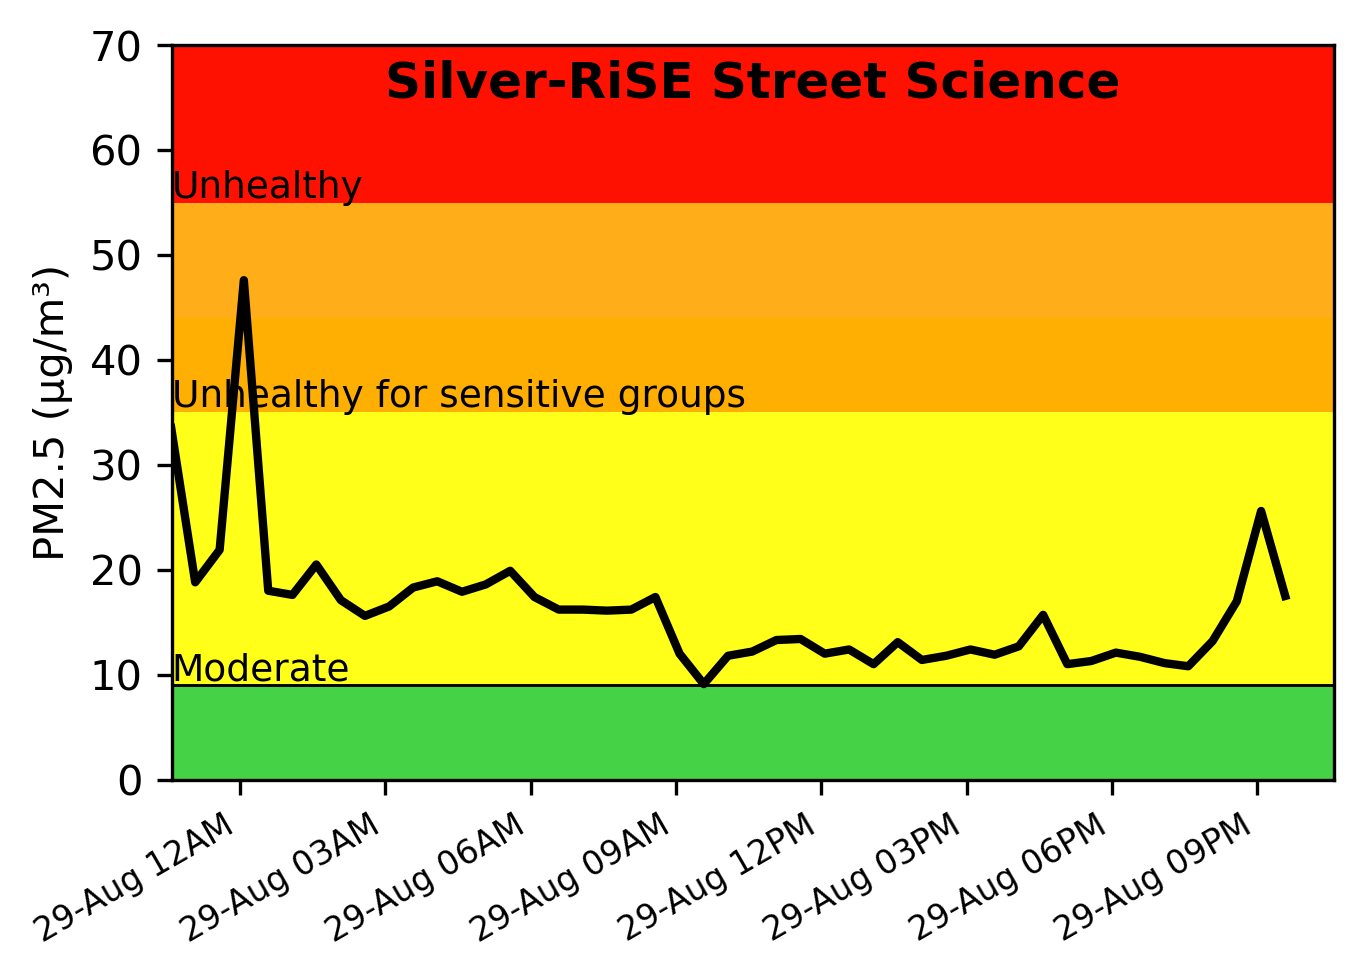 Silver-RiSE Street Science
70
60
50
40
30
20
10
0
PM2.5 (µg/m³)
Unhealthy
Unhealthy for sensitive groups
Moderate
29-Aug 12AM
29-Aug 03AM
29-Aug 06AM
29-Aug 09AM
29-Aug 12PM
29-Aug 03PM
29-Aug 06PM
29-Aug 09PM